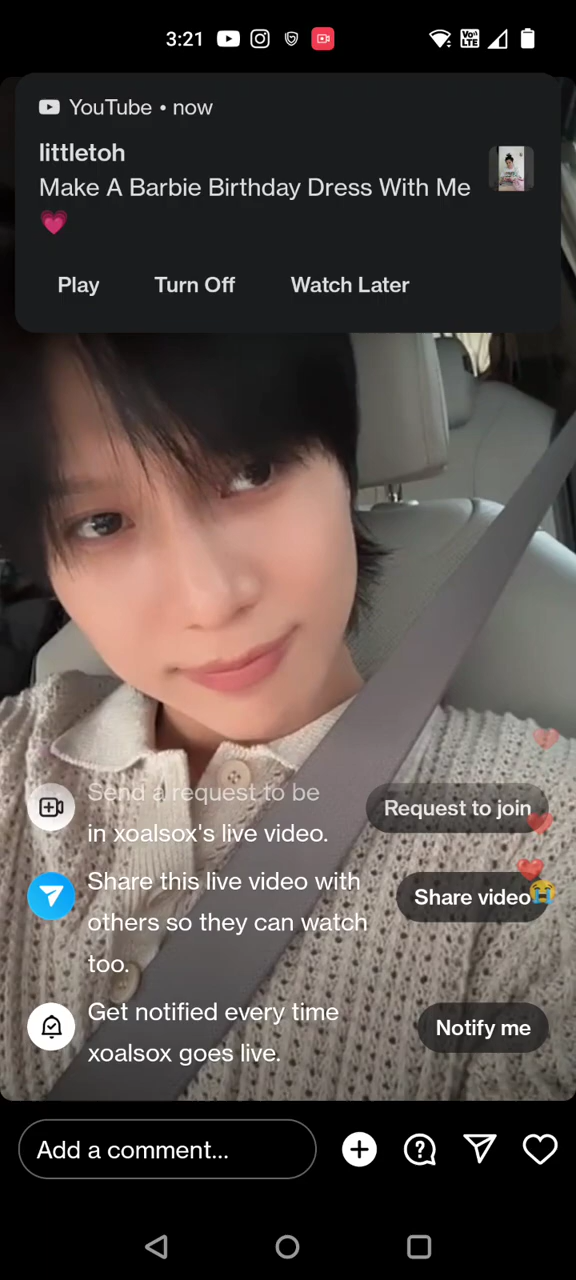 3:21
Vo)) LTE
YouTube • now
littletoh
Make A Barbie Birthday Dress With Me
💗
Play Turn Off Watch Later
Send a request to be
in xoalsox's live video.
Request to join
Share this live video with
others so they can watch
too.
Share video
Get notified every time
xoalsox goes live.
Notify me
Add a comment...